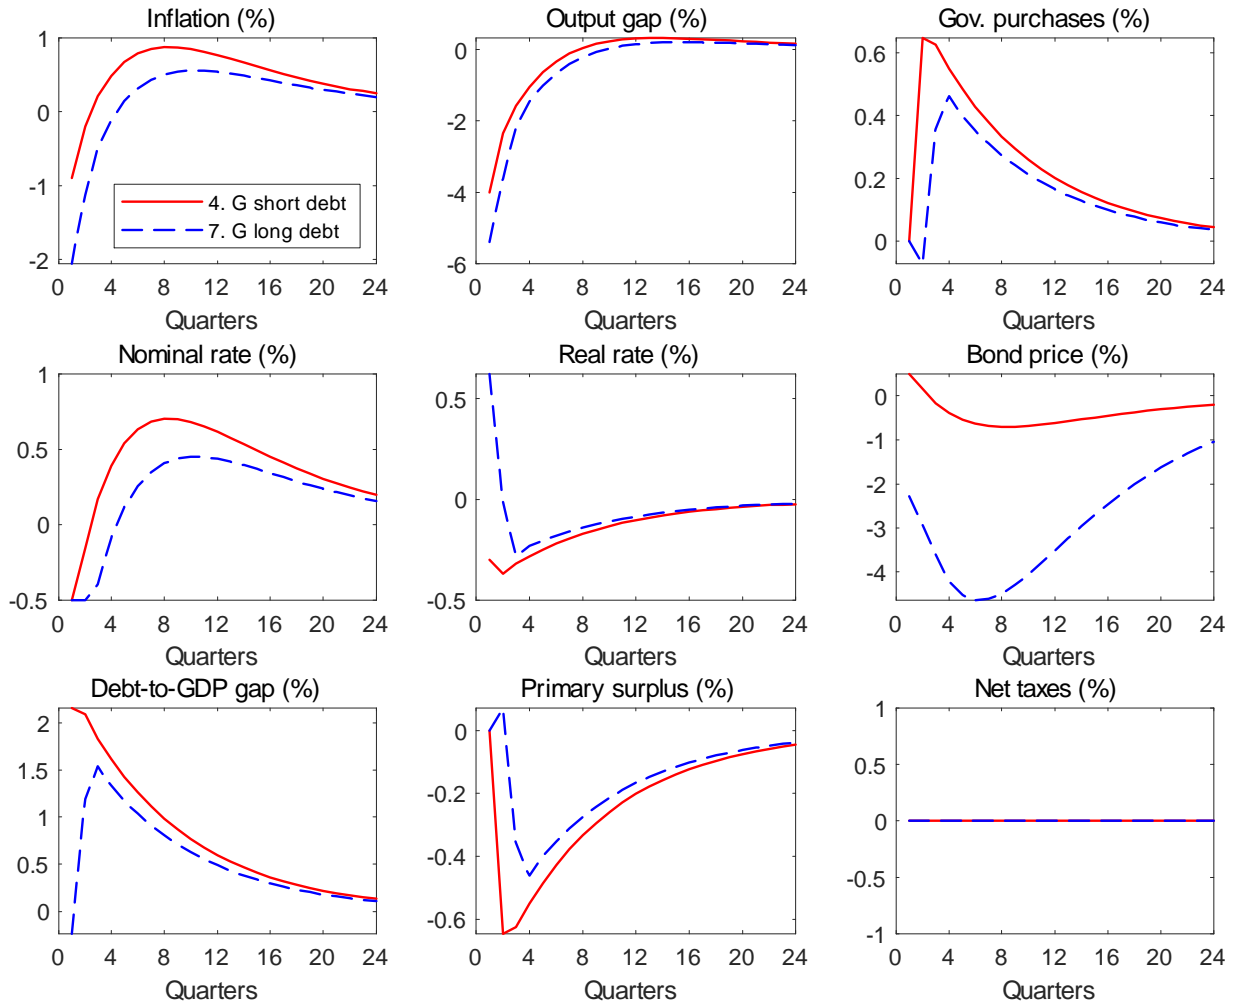 Inflation (%)
1
0
-1
-2
0 4 8 12 16 20 24
Quarters
4. G short debt
7. G long debt
Output gap (%)
0
-2
-4
-6
0 4 8 12 16 20 24
Quarters
Gov. purchases (%)
0.6
0.4
0.2
0
0 4 8 12 16 20 24
Quarters
Nominal rate (%)
1
0.5
0
-0.5
0 4 8 12 16 20 24
Quarters
Real rate (%)
0.5
0
-0.5
0 4 8 12 16 20 24
Quarters
Bond price (%)
0
-1
-2
-3
-4
0 4 8 12 16 20 24
Quarters
Debt-to-GDP gap (%)
2
1.5
1
0.5
0
0 4 8 12 16 20 24
Quarters
Primary surplus (%)
0
-0.2
-0.4
-0.6
0 4 8 12 16 20 24
Quarters
Net taxes (%)
1
0.5
0
-0.5
-1
0 4 8 12 16 20 24
Quarters